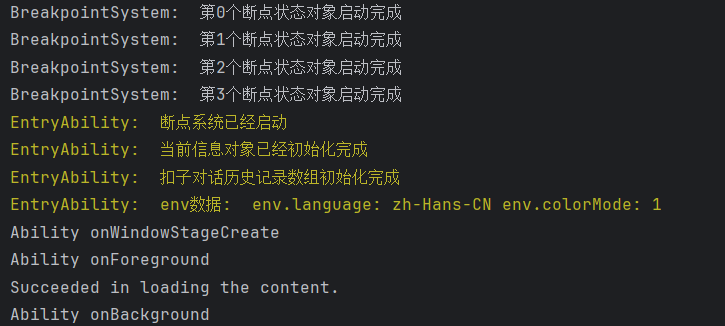 BreakpointSystem:  第0个断点状态对象启动完成
BreakpointSystem:  第1个断点状态对象启动完成
BreakpointSystem:  第2个断点状态对象启动完成
BreakpointSystem:  第3个断点状态对象启动完成
EntryAbility:  断点系统已经启动
EntryAbility:  当前信息对象已经初始化完成
EntryAbility:  扣子对话历史记录数组初始化完成
EntryAbility:  env数据:  env.language: zh-Hans-CN env.colorMode: 1
Ability onWindowStageCreate
Ability onForeground
Succeeded in loading the content.
Ability onBackground